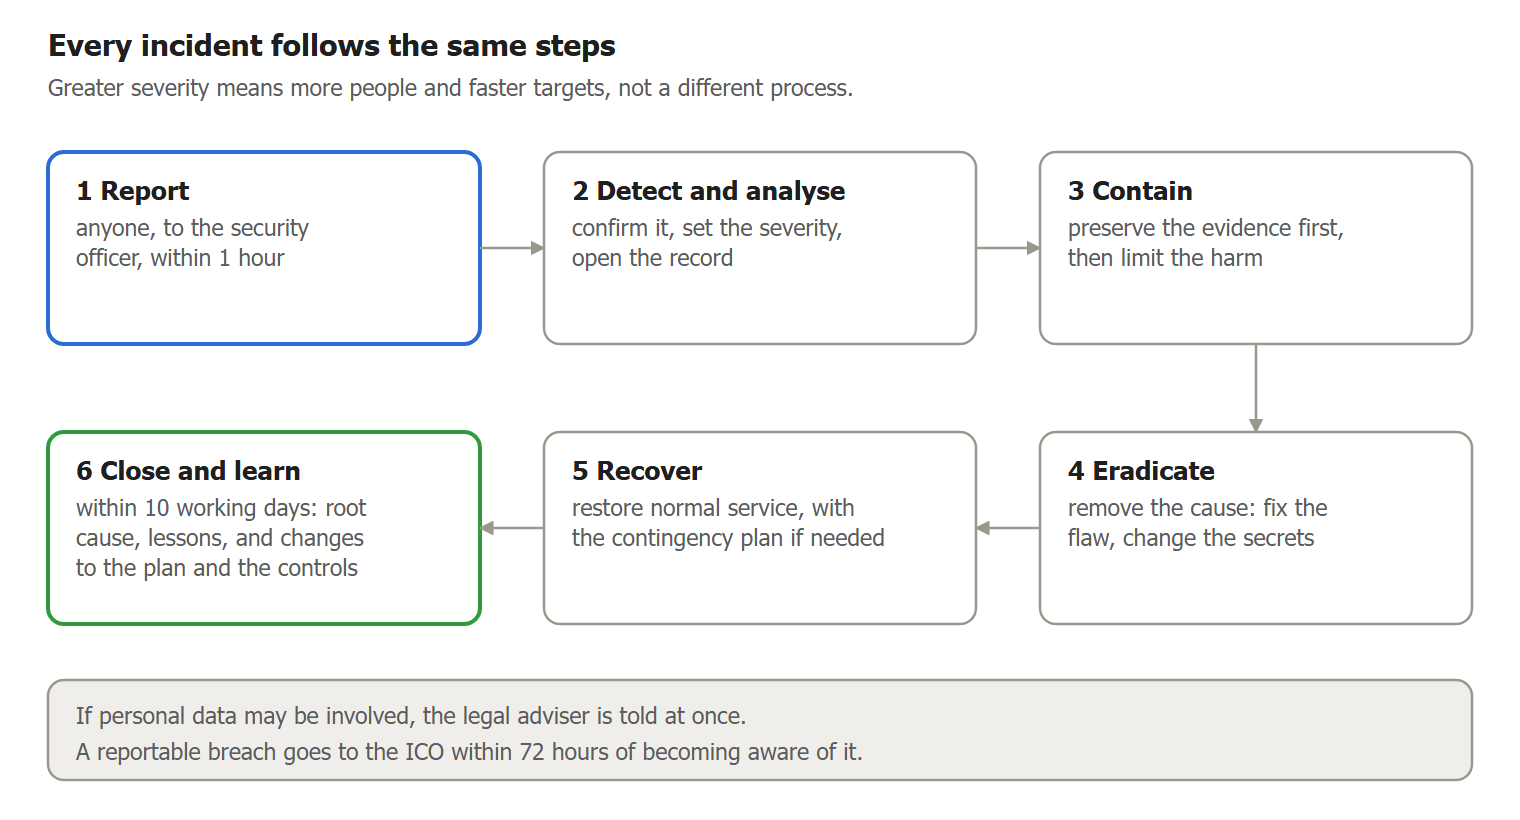 Every incident follows the same steps
Greater severity means more people and faster targets, not a different process.
1 Report
anyone, to the security
officer, within 1 hour
2 Detect and analyse
confirm it, set the severity,
open the record
3 Contain
preserve the evidence first,
then limit the harm
4 Eradicate
remove the cause: fix the
flaw, change the secrets
5 Recover
restore normal service, with
the contingency plan if needed
6 Close and learn
within 10 working days: root
cause, lessons, and changes
to the plan and the controls
If personal data may be involved, the legal adviser is told at once.
A reportable breach goes to the ICO within 72 hours of becoming aware of it.